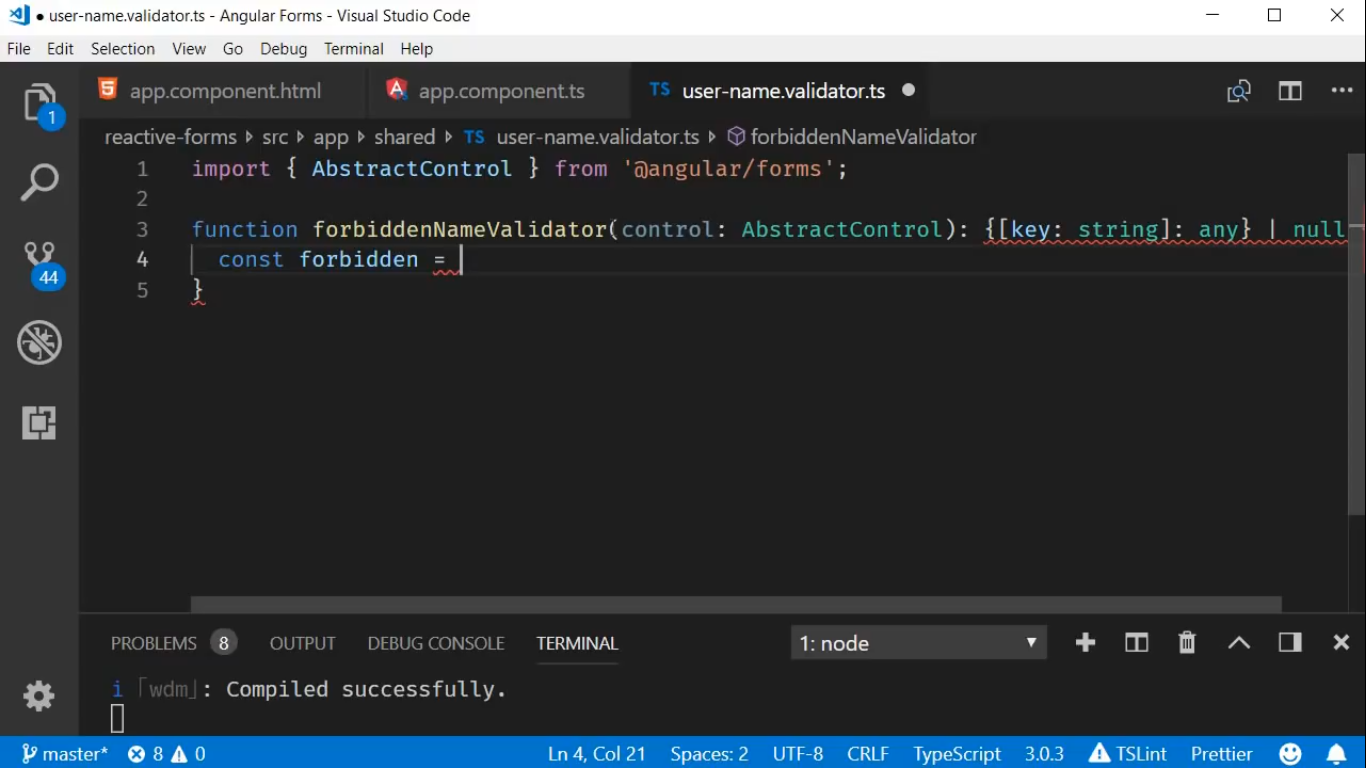 ● user-name.validator.ts - Angular Forms - Visual Studio Code
File Edit Selection View Go Debug Terminal Help
1
44
app.component.html app.component.ts TS user-name.validator.ts ●
reactive-forms src app shared TS user-name.validator.ts forbiddenNameValidator
1 import { AbstractControl } from '@angular/forms';
2
3 function forbiddenNameValidator(control: AbstractControl): {[key: string]: any} | null
4 const forbidden =
5 }
PROBLEMS 8 OUTPUT DEBUG CONSOLE TERMINAL 1: node
i ｢wdm｣: Compiled successfully.
master* 8 0 Ln 4, Col 21 Spaces: 2 UTF-8 CRLF TypeScript 3.0.3 TSLint Prettier